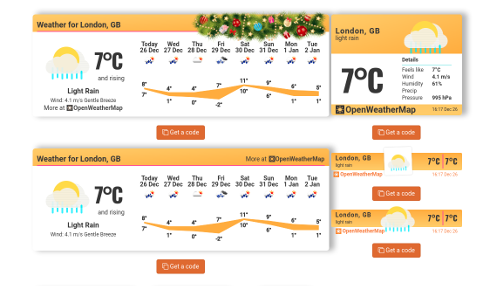 Weather for London, GB
7°C
and rising
Light Rain
Wind: 4.1 m/s Gentle Breeze
More at OpenWeatherMap
Today Wed Thu Fri Sat Sun Mon Tue
26 Dec 27 Dec 28 Dec 29 Dec 30 Dec 31 Dec 1 Jan 2 Jan
8° 4° 4° 7° 11° 9° 6° 5°
7° 1° 0° -2° 10° 6° 1° 1°
Get a code
London, GB
light rain
7°C
Details
Feels like 7°C
Wind 4.1 m/s
Humidity 61%
Precip
Pressure 995 hPa
OpenWeatherMap
16:17 Dec 26
Get a code
Weather for London, GB
More at OpenWeatherMap
7°C
and rising
Light Rain
Wind: 4.1 m/s Gentle Breeze
Today Wed Thu Fri Sat Sun Mon Tue
26 Dec 27 Dec 28 Dec 29 Dec 30 Dec 31 Dec 1 Jan 2 Jan
8° 4° 4° 7° 11° 9° 6° 5°
7° 1° 0° -2° 10° 6° 1° 1°
Get a code
London, GB
light rain
7°C 7°C
OpenWeatherMap
16:17 Dec 26
Get a code
London, GB
light rain
7°C 7°C
OpenWeatherMap
16:17 Dec 26
Get a code